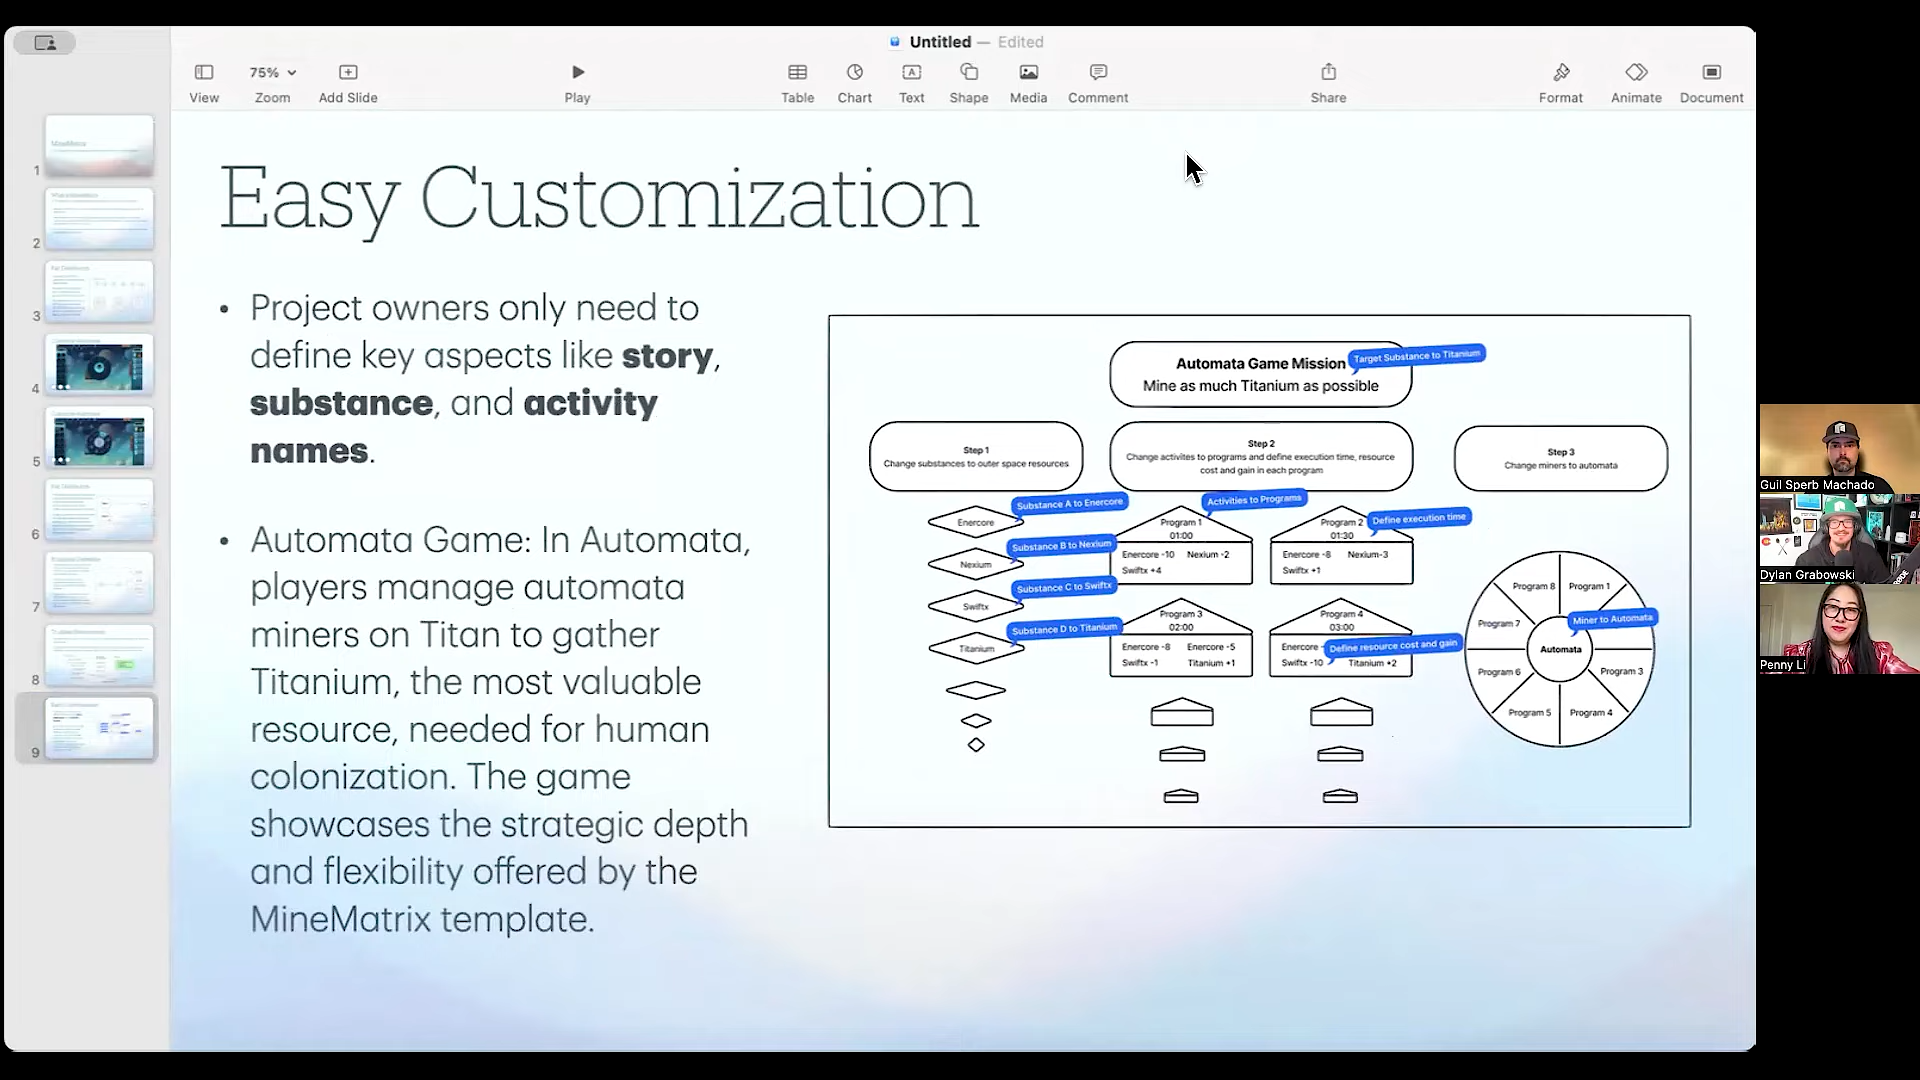 Untitled — Edited
75%
View
Zoom
Add Slide
Play
Table
Chart
Text
Shape
Media
Comment
Share
Format
Animate
Document
1
2
3
4
5
6
7
8
9
Easy Customization
• Project owners only need to
define key aspects like story,
substance, and activity
names.
• Automata Game: In Automata,
players manage automata
miners on Titan to gather
Titanium, the most valuable
resource, needed for human
colonization. The game
showcases the strategic depth
and flexibility offered by the
MineMatrix template.
Automata Game Mission
Mine as much Titanium as possible
Target Substance to Titanium
Step 1
Change substances to outer space resources
Step 2
Change activites to programs and define execution time, resource
cost and gain in each program
Step 3
Change miners to automata
Enercore
Substance A to Enercore
Nexium
Substance B to Nexium
Swiftx
Substance C to Swiftx
Titanium
Substance D to Titanium
Activities to Programs
Program 1
01:00
Enercore -10 Nexium -2
Swiftx +4
Program 2
01:30
Define execution time
Enercore -8 Nexium-3
Swiftx +1
Program 3
02:00
Enercore -8 Enercore -5
Swiftx -1 Titanium +1
Program 4
03:00
Enercore -
Define resource cost and gain
Swiftx -10 Titanium +2
Program 8
Program 1
Program 7
Miner to Automata
Automata
Program 6
Program 3
Program 5
Program 4
Guil Sperb Machado
Dylan Grabowski
Penny Li